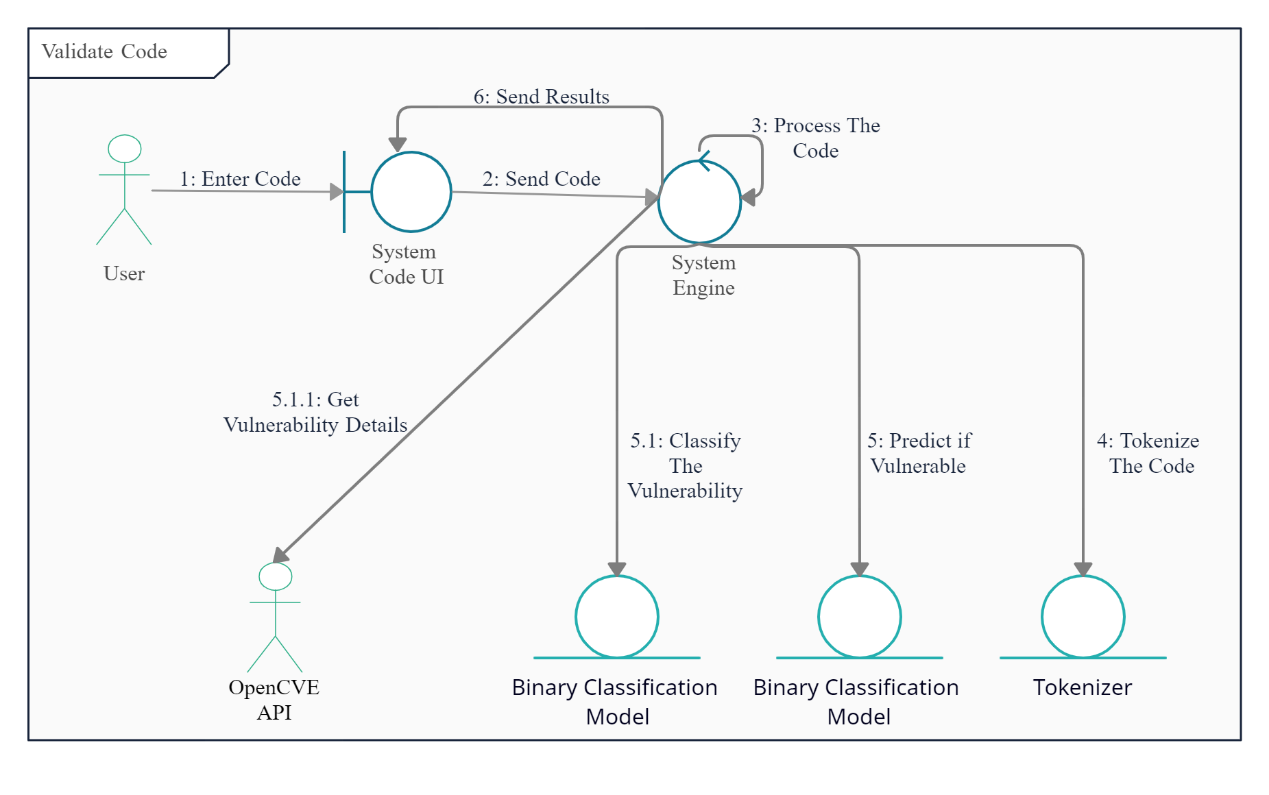 Validate Code
6: Send Results
3: Process The
Code
1: Enter Code
2: Send Code
System
Code UI
User
System
Engine
5.1.1: Get
Vulnerability Details
5.1: Classify
The
Vulnerability
5: Predict if
Vulnerable
4: Tokenize
The Code
OpenCVE
API
Binary Classification
Model
Binary Classification
Model
Tokenizer